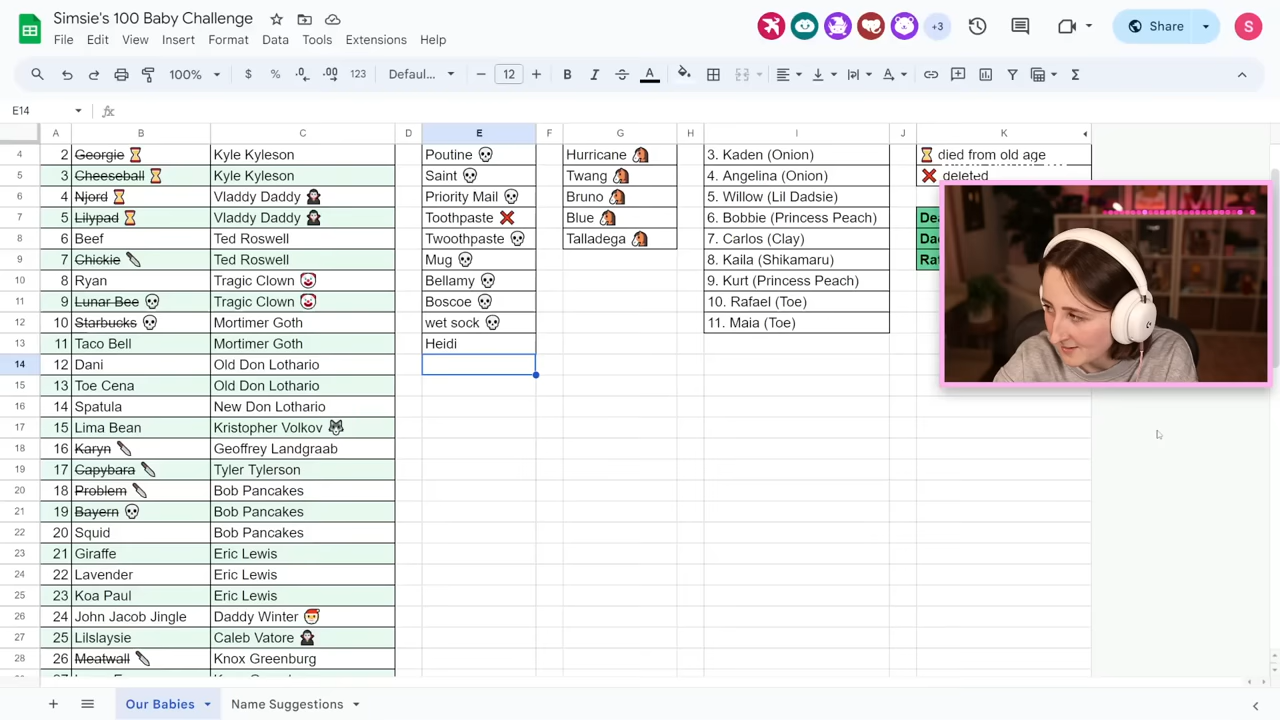 Simsie's 100 Baby Challenge
+3
Share
S
File Edit View Insert Format Data Tools Extensions Help
100% $ % .0 .00 123 Defaul... − 12 + B I A
E14 fx
A B C D E F G H I J K
4 2 Georgie ⌛ Kyle Kyleson Poutine 💀 Hurricane 🐴 3. Kaden (Onion) ⌛ died from old age
5 3 Cheeseball ⌛ Kyle Kyleson Saint 💀 Twang 🐴 4. Angelina (Onion) ❌ deleted
6 4 Njord ⌛ Vladdy Daddy 🧛🏻 Priority Mail 💀 Bruno 🐴 5. Willow (Lil Dadsie)
7 5 Lilypad ⌛ Vladdy Daddy 🧛🏻 Toothpaste ❌ Blue 🐴 6. Bobbie (Princess Peach)
8 6 Beef Ted Roswell Twoothpaste 💀 Talladega 🐴 7. Carlos (Clay)
9 7 Chickie 🔪 Ted Roswell Mug 💀 8. Kaila (Shikamaru)
10 8 Ryan Tragic Clown 🤡 Bellamy 💀 9. Kurt (Princess Peach)
11 9 Lunar Bee 💀 Tragic Clown 🤡 Boscoe 💀 10. Rafael (Toe)
12 10 Starbucks 💀 Mortimer Goth wet sock 💀 11. Maia (Toe)
13 11 Taco Bell Mortimer Goth Heidi
14 12 Dani Old Don Lothario
15 13 Toe Cena Old Don Lothario
16 14 Spatula New Don Lothario
17 15 Lima Bean Kristopher Volkov 🐺
18 16 Karyn 🔪 Geoffrey Landgraab
19 17 Capybara 🔪 Tyler Tylerson
20 18 Problem 🔪 Bob Pancakes
21 19 Bayern 💀 Bob Pancakes
22 20 Squid Bob Pancakes
23 21 Giraffe Eric Lewis
24 22 Lavender Eric Lewis
25 23 Koa Paul Eric Lewis
26 24 John Jacob Jingle Daddy Winter 🎅
27 25 Lilslaysie Caleb Vatore 🧛🏻
28 26 Meatwall 🔪 Knox Greenburg
Our Babies Name Suggestions